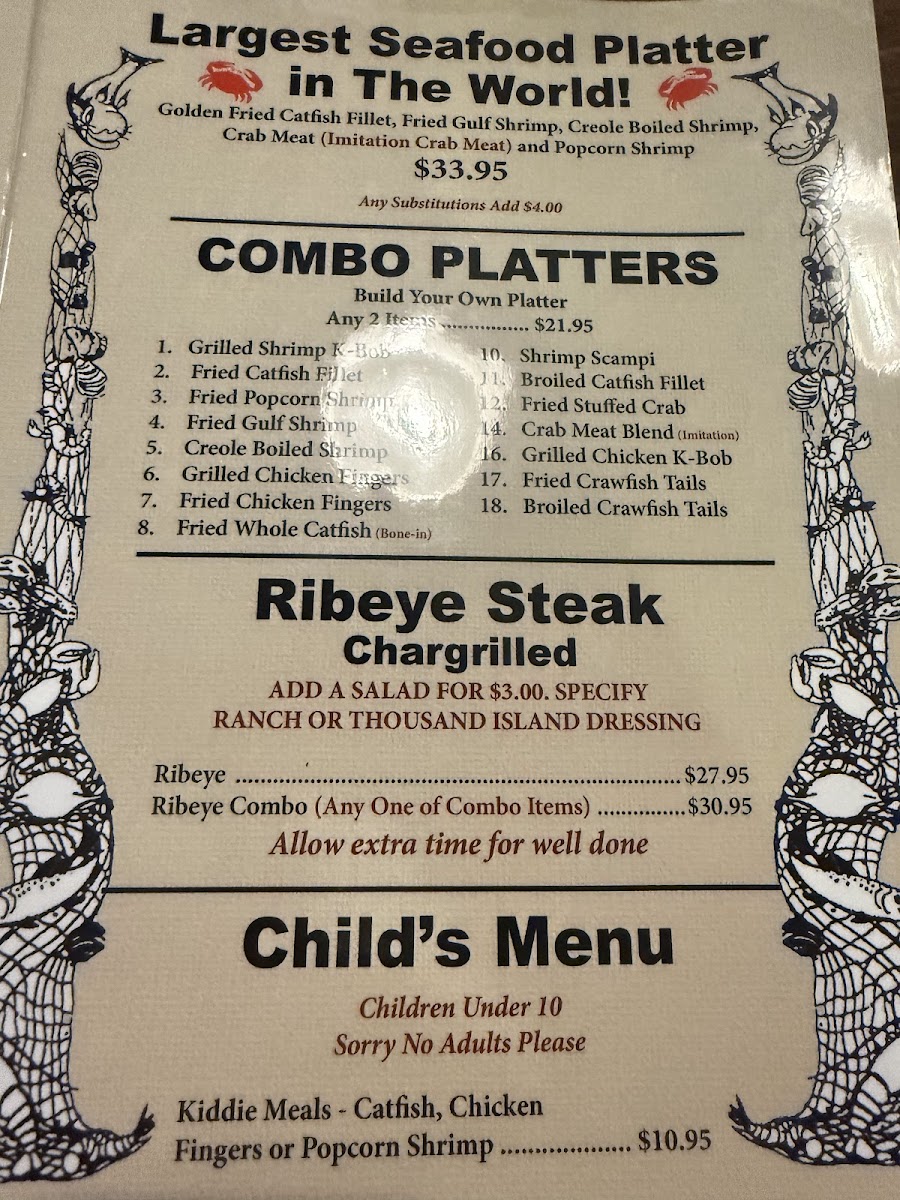 Largest Seafood Platter
in The World!
Golden Fried Catfish Fillet, Fried Gulf Shrimp, Creole Boiled Shrimp,
Crab Meat (Imitation Crab Meat) and Popcorn Shrimp
$33.95
Any Substitutions Add $4.00
COMBO PLATTERS
Build Your Own Platter
Any 2 Items ................ $21.95
1. Grilled Shrimp K-Bob
2. Fried Catfish Fillet
3. Fried Popcorn Shrimp
4. Fried Gulf Shrimp
5. Creole Boiled Shrimp
6. Grilled Chicken Fingers
7. Fried Chicken Fingers
8. Fried Whole Catfish (Bone-in)
10. Shrimp Scampi
11. Broiled Catfish Fillet
12. Fried Stuffed Crab
14. Crab Meat Blend (Imitation)
16. Grilled Chicken K-Bob
17. Fried Crawfish Tails
18. Broiled Crawfish Tails
Ribeye Steak
Chargrilled
ADD A SALAD FOR $3.00. SPECIFY
RANCH OR THOUSAND ISLAND DRESSING
Ribeye ..................................................................... $27.95
Ribeye Combo (Any One of Combo Items) ...............$30.95
Allow extra time for well done
Child's Menu
Children Under 10
Sorry No Adults Please
Kiddie Meals - Catfish, Chicken
Fingers or Popcorn Shrimp ................... $10.95